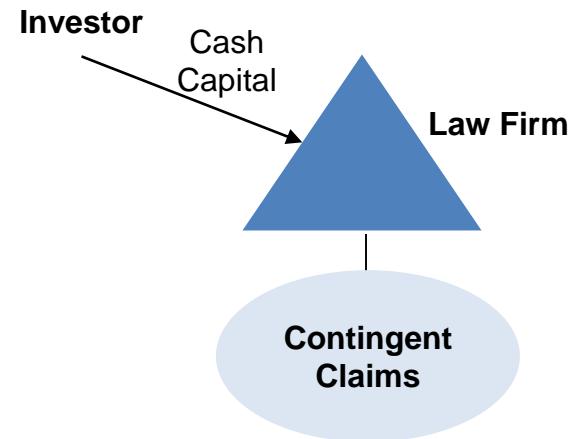 Investor
Cash
Capital
Law Firm
Contingent
Claims